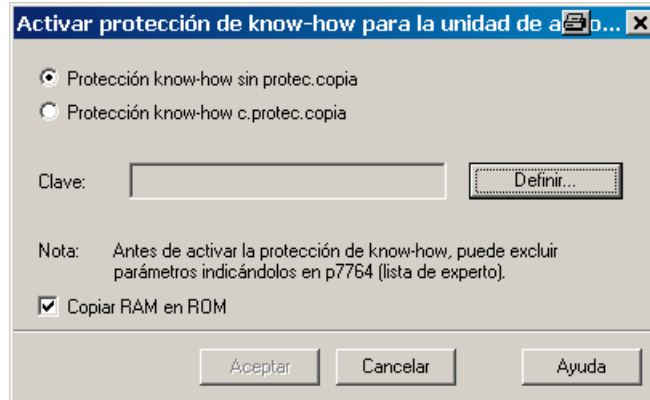 Activar protección de know-how para la unidad de a o...
Protección know-how sin protec.copia
Protección know-how c.protec.copia
Clave:
Definir...
Nota: Antes de activar la protección de know-how, puede excluir
parámetros indicándolos en p7764 (lista de experto).
Copiar RAM en ROM
Aceptar Cancelar Ayuda